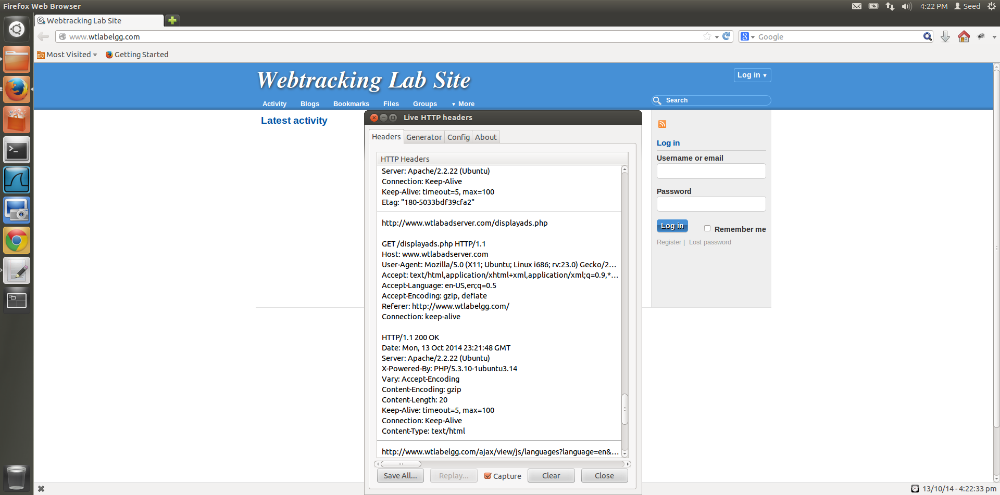 Firefox Web Browser
4:22 PM Seed
Webtracking Lab Site
www.wtlabelgg.com
Google
Most Visited Getting Started
Webtracking Lab Site
Log in ▾
Activity Blogs Bookmarks Files Groups ▾ More
Search
Latest activity
Live HTTP headers
Headers Generator Config About
HTTP Headers
Server: Apache/2.2.22 (Ubuntu)
Connection: Keep-Alive
Keep-Alive: timeout=5, max=100
Etag: "180-5033bdf39cfa2"
http://www.wtlabadserver.com/displayads.php
GET /displayads.php HTTP/1.1
Host: www.wtlabadserver.com
User-Agent: Mozilla/5.0 (X11; Ubuntu; Linux i686; rv:23.0) Gecko/2...
Accept: text/html,application/xhtml+xml,application/xml;q=0.9,*...
Accept-Language: en-US,en;q=0.5
Accept-Encoding: gzip, deflate
Referer: http://www.wtlabelgg.com/
Connection: keep-alive
HTTP/1.1 200 OK
Date: Mon, 13 Oct 2014 23:21:48 GMT
Server: Apache/2.2.22 (Ubuntu)
X-Powered-By: PHP/5.3.10-1ubuntu3.14
Vary: Accept-Encoding
Content-Encoding: gzip
Content-Length: 20
Keep-Alive: timeout=5, max=100
Connection: Keep-Alive
Content-Type: text/html
http://www.wtlabelgg.com/ajax/view/js/languages?language=en&...
Save All... Replay... Capture Clear Close
Log in
Username or email
Password
Log in Remember me
Register | Lost password
13/10/14 - 4:22:33 pm